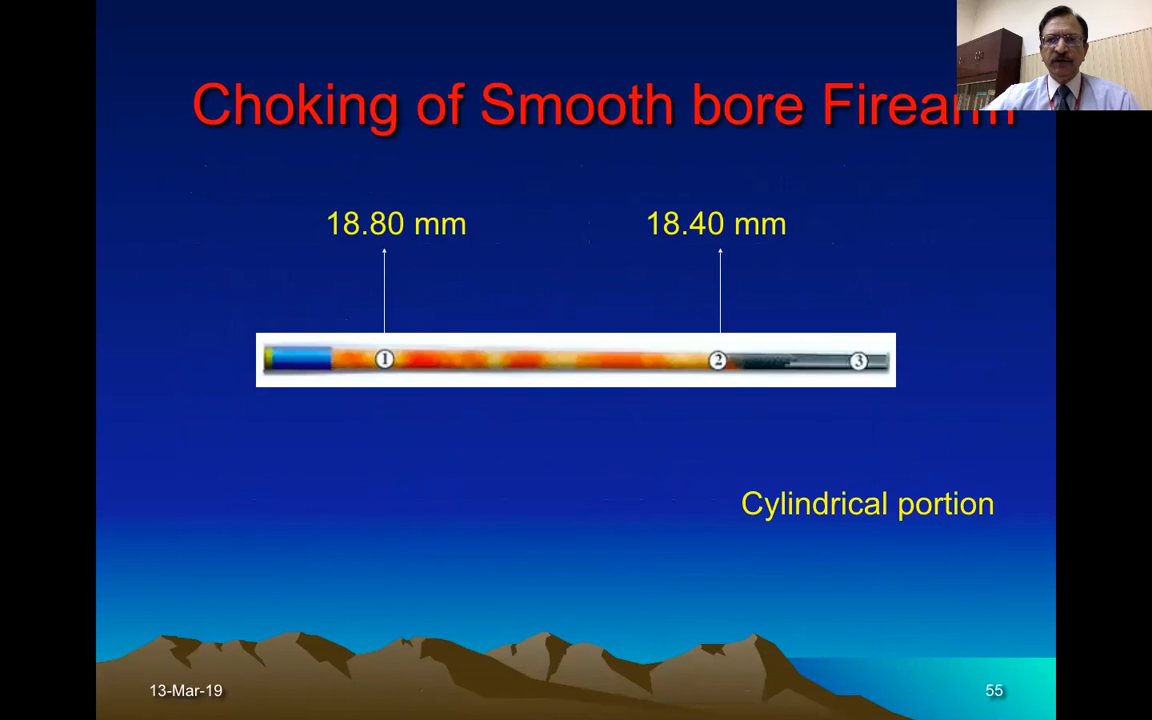 Choking of Smooth bore Firearm
18.80 mm 18.40 mm
1 2 3
Cylindrical portion
13-Mar-19 55